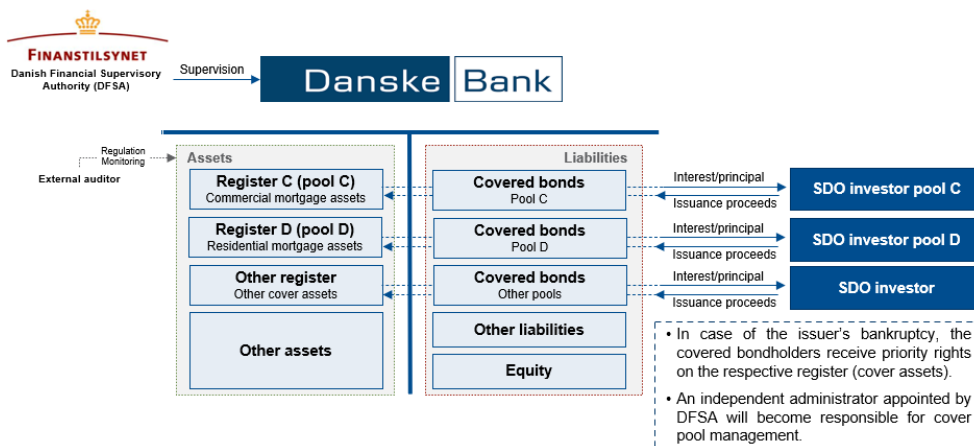 FINANSTILSYNET
Danish Financial Supervisory
Authority (DFSA)
Supervision
Danske Bank
Regulation
Monitoring
External auditor
Assets
Liabilities
Register C (pool C)
Commercial mortgage assets
Covered bonds
Pool C
Interest/principal
Issuance proceeds
SDO investor pool C
Register D (pool D)
Residential mortgage assets
Covered bonds
Pool D
Interest/principal
Issuance proceeds
SDO investor pool D
Other register
Other cover assets
Covered bonds
Other pools
Interest/principal
Issuance proceeds
SDO investor
Other assets
Other liabilities
Equity
• In case of the issuer's bankruptcy, the
covered bondholders receive priority rights
on the respective register (cover assets).
• An independent administrator appointed by
DFSA will become responsible for cover
pool management.